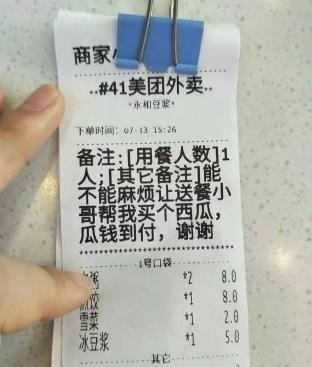 商家
**#41美团外卖**
*永和豆浆*
下单时间：07-13 15:26
备注：[用餐人数]1
人;[其它备注]能
不能麻烦让送餐小
哥帮我买个西瓜,
瓜钱到付，谢谢
1号口袋
粥 *2 8.0
饺 *1 8.0
雪菜 *1 2.0
冰豆浆 *1 5.0
其它